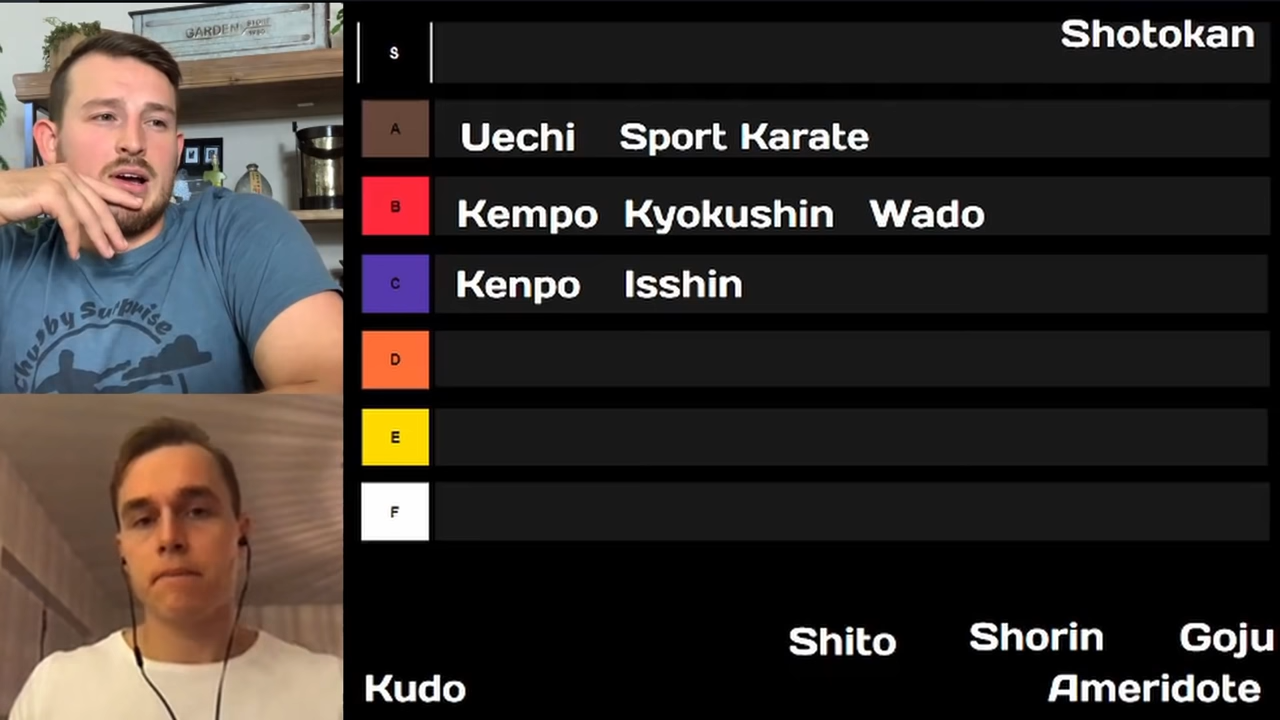 GARDEN
Chubby Surprise
S
Shotokan
A
Uechi Sport Karate
B
Kempo Kyokushin Wado
C
Kenpo Isshin
D
E
F
Shito Shorin Goju
Kudo Ameridote